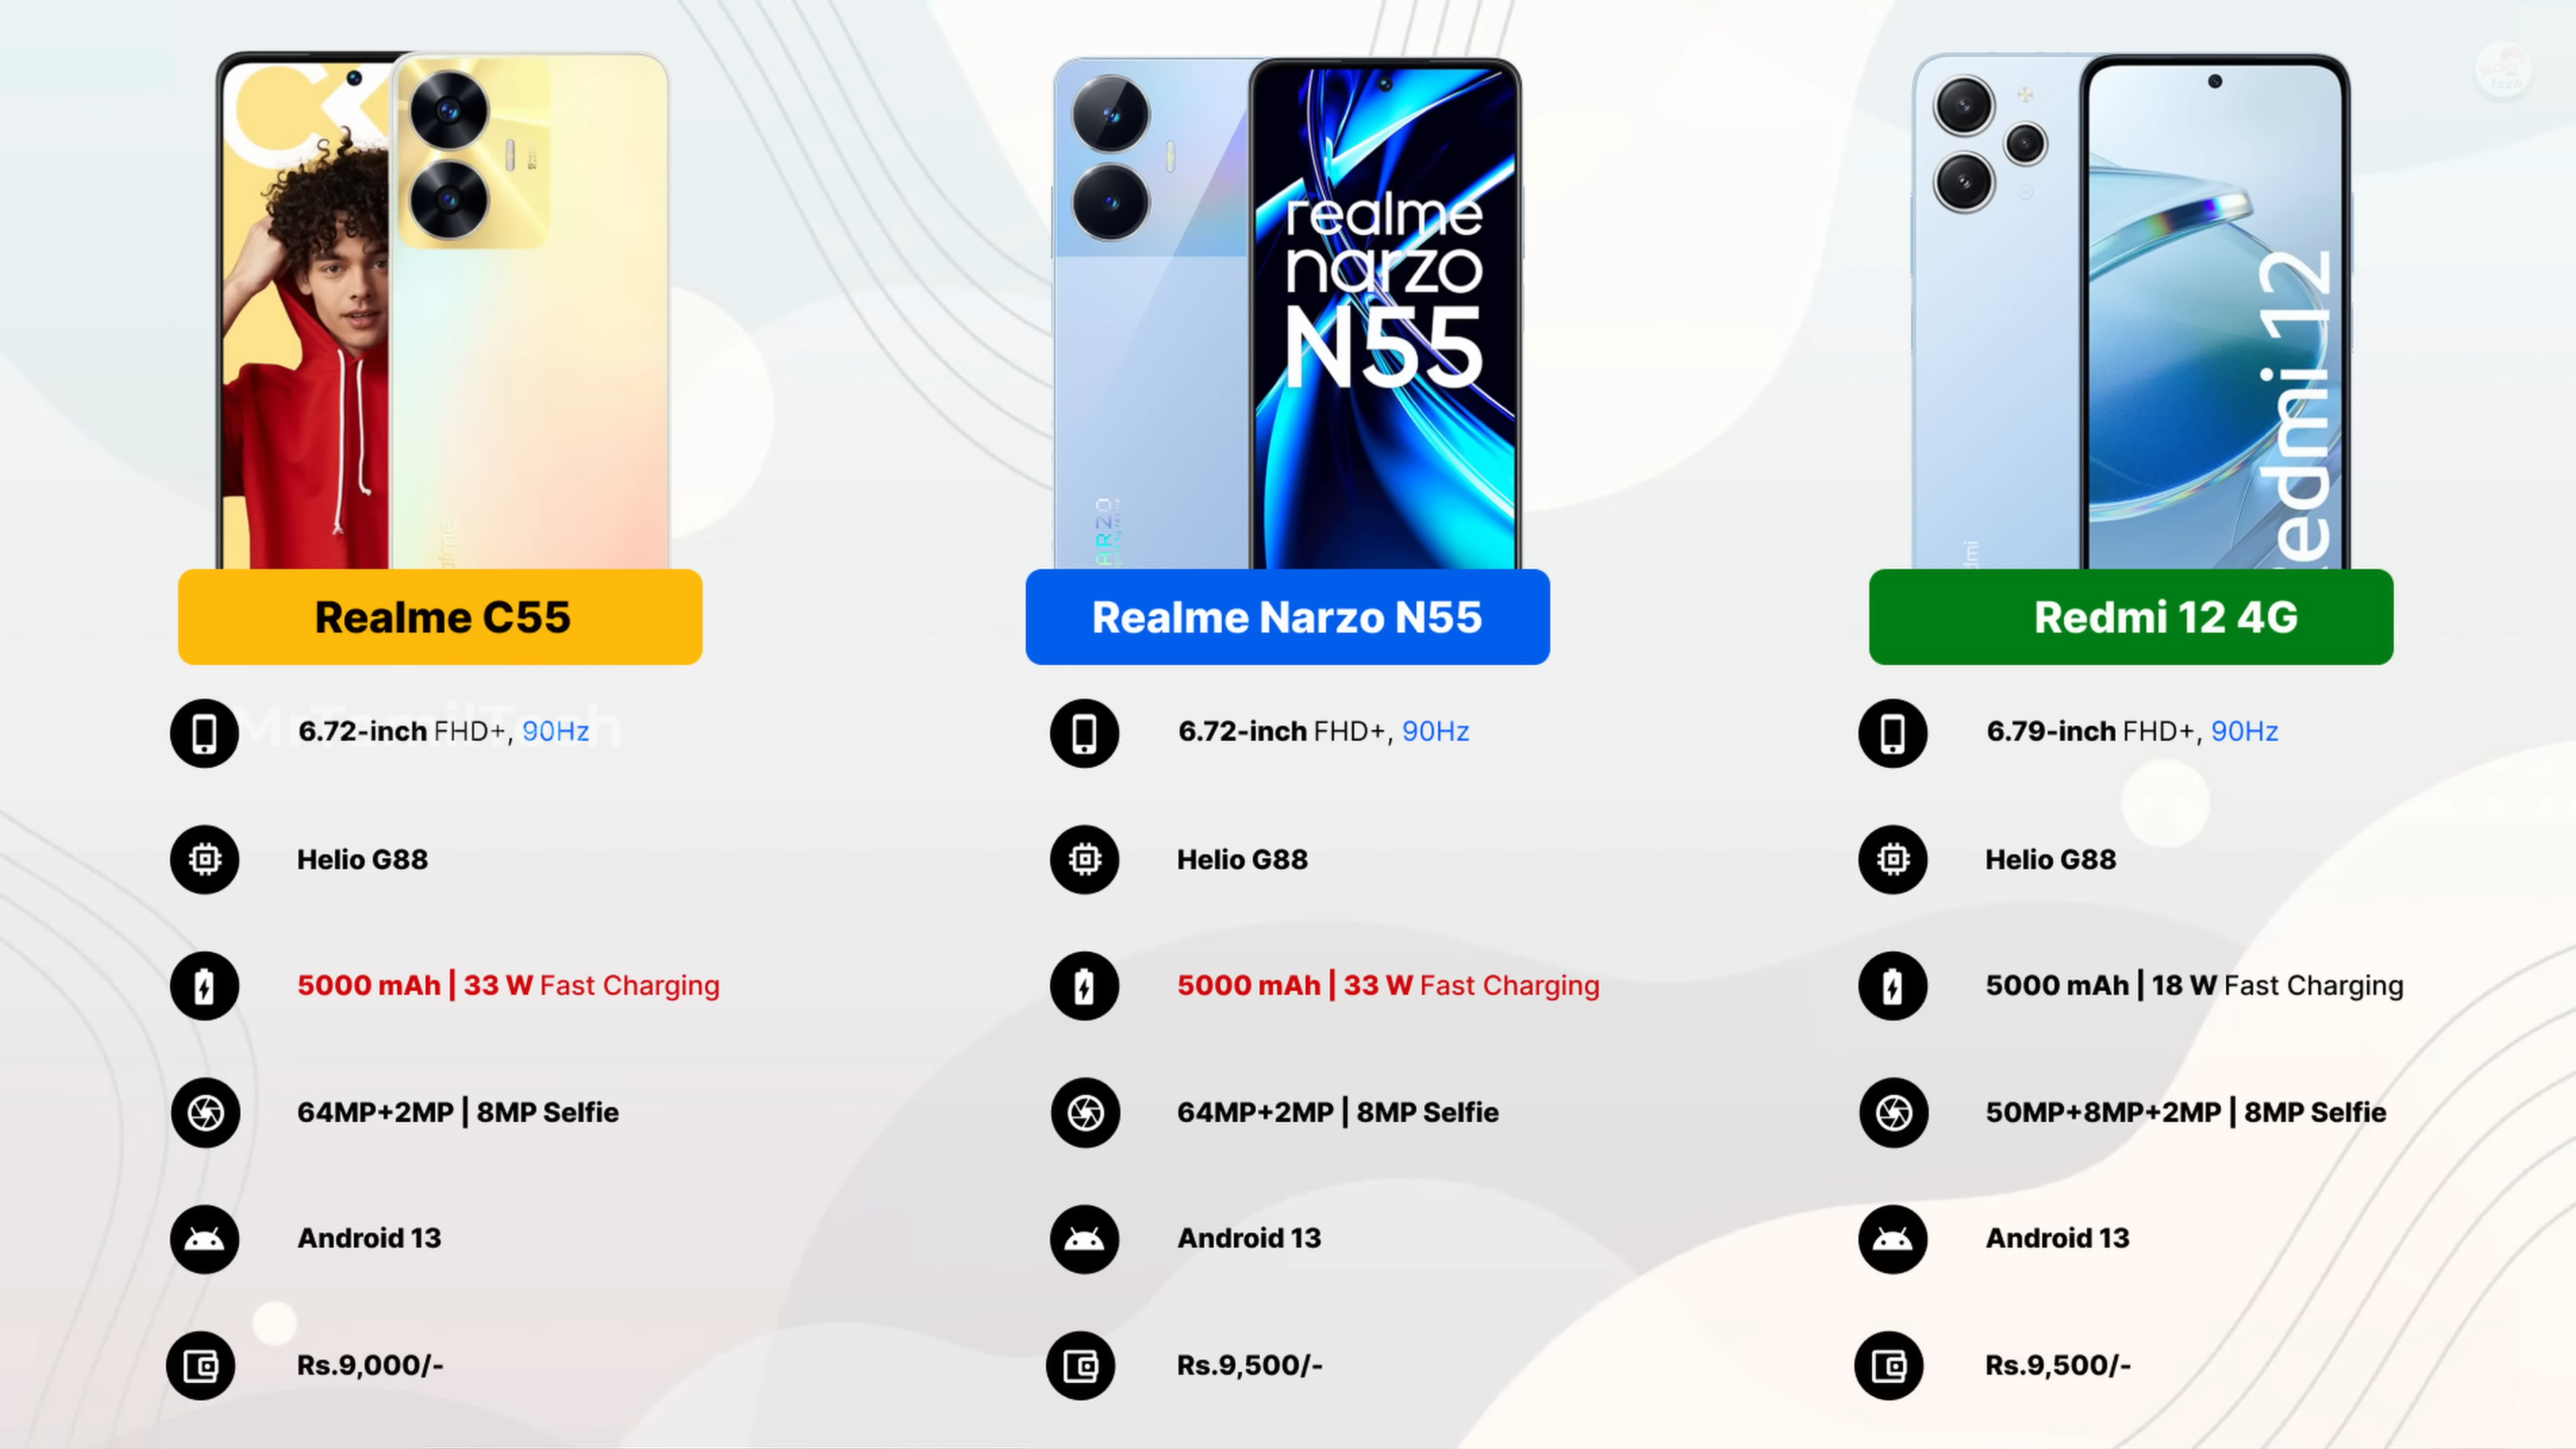 realme
narzo
N55
edmi 12
Realme C55
Realme Narzo N55
Redmi 12 4G
MrTamilTech
6.72-inch FHD+, 90Hz
6.72-inch FHD+, 90Hz
6.79-inch FHD+, 90Hz
Helio G88
Helio G88
Helio G88
5000 mAh | 33 W Fast Charging
5000 mAh | 33 W Fast Charging
5000 mAh | 18 W Fast Charging
64MP+2MP | 8MP Selfie
64MP+2MP | 8MP Selfie
50MP+8MP+2MP | 8MP Selfie
Android 13
Android 13
Android 13
Rs.9,000/-
Rs.9,500/-
Rs.9,500/-